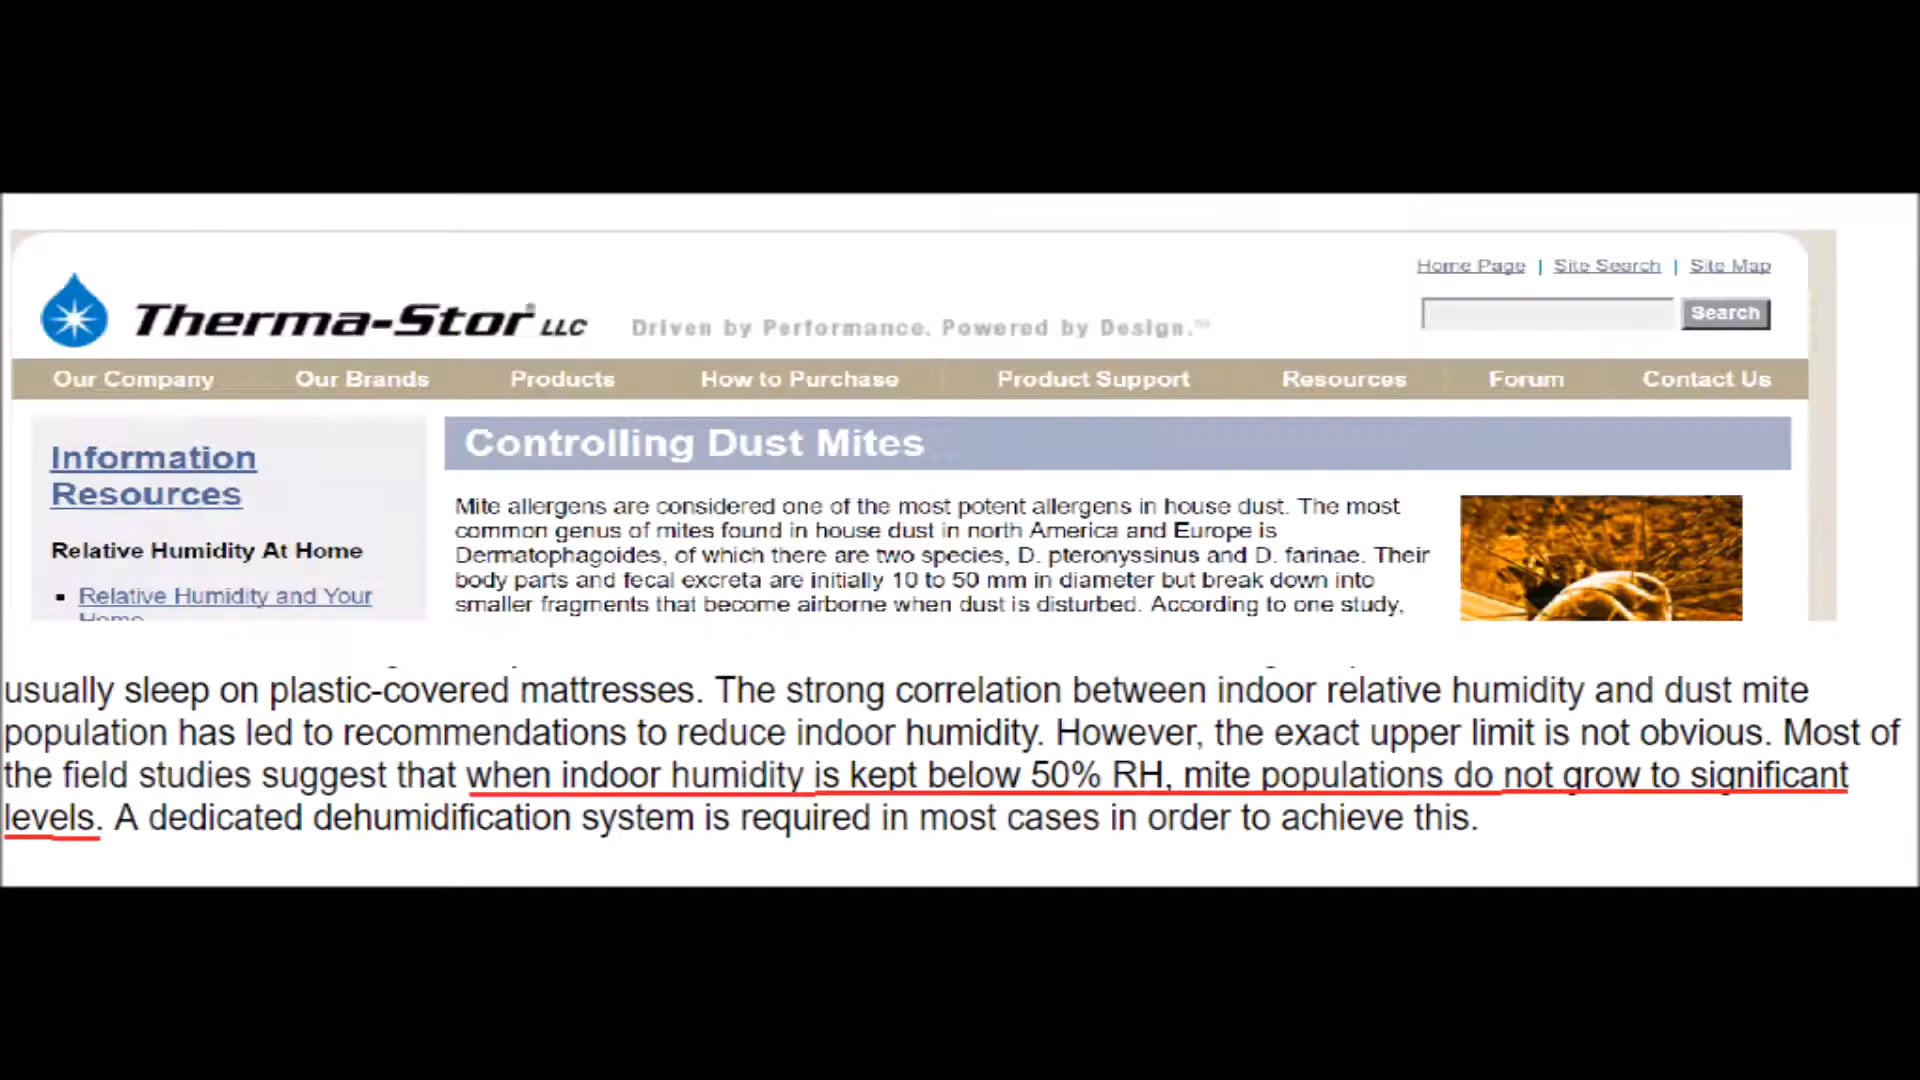 Home Page | Site Search | Site Map
Therma-Stor® LLC Driven by Performance. Powered by Design.™
Search
Our Company Our Brands Products How to Purchase Product Support Resources Forum Contact Us
Information
Resources
Relative Humidity At Home
Relative Humidity and Your
Home
Controlling Dust Mites
Mite allergens are considered one of the most potent allergens in house dust. The most
common genus of mites found in house dust in north America and Europe is
Dermatophagoides, of which there are two species, D. pteronyssinus and D. farinae. Their
body parts and fecal excreta are initially 10 to 50 mm in diameter but break down into
smaller fragments that become airborne when dust is disturbed. According to one study,
usually sleep on plastic-covered mattresses. The strong correlation between indoor relative humidity and dust mite
population has led to recommendations to reduce indoor humidity. However, the exact upper limit is not obvious. Most of
the field studies suggest that when indoor humidity is kept below 50% RH, mite populations do not grow to significant
levels. A dedicated dehumidification system is required in most cases in order to achieve this.